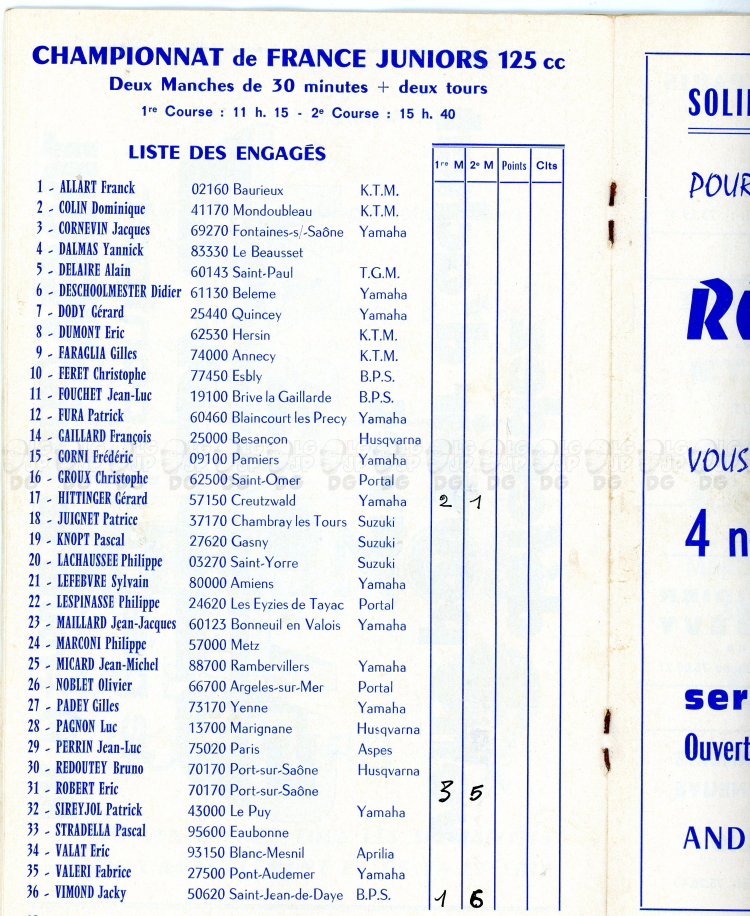 CHAMPIONNAT de FRANCE JUNIORS 125 cc
Deux Manches de 30 minutes + deux tours
1re Course : 11 h. 15 - 2e Course : 15 h. 40
LISTE DES ENGAGÉS
1re M 2e M Points Clts
1 - ALLART Franck 02160 Baurieux K.T.M.
2 - COLIN Dominique 41170 Mondoubleau K.T.M.
3 - CORNEVIN Jacques 69270 Fontaines-s/-Saône Yamaha
4 - DALMAS Yannick 83330 Le Beausset
5 - DELAIRE Alain 60143 Saint-Paul T.G.M.
6 - DESCHOOLMESTER Didier 61130 Beleme Yamaha
7 - DODY Gérard 25440 Quincey Yamaha
8 - DUMONT Eric 62530 Hersin K.T.M.
9 - FARAGLIA Gilles 74000 Annecy K.T.M.
10 - FERET Christophe 77450 Esbly B.P.S.
11 - FOUCHET Jean-Luc 19100 Brive la Gaillarde B.P.S.
12 - FURA Patrick 60460 Blaincourt les Precy Yamaha
14 - GAILLARD François 25000 Besançon Husqvarna
15 - GORNI Frédéric 09100 Pamiers Yamaha
16 - GROUX Christophe 62500 Saint-Omer Portal
17 - HITTINGER Gérard 57150 Creutzwald Yamaha 2 1
18 - JUIGNET Patrice 37170 Chambray les Tours Suzuki
19 - KNOPT Pascal 27620 Gasny Suzuki
20 - LACHAUSSEE Philippe 03270 Saint-Yorre Suzuki
21 - LEFEBVRE Sylvain 80000 Amiens Yamaha
22 - LESPINASSE Philippe 24620 Les Eyzies de Tayac Portal
23 - MAILLARD Jean-Jacques 60123 Bonneuil en Valois Yamaha
24 - MARCONI Philippe 57000 Metz
25 - MICARD Jean-Michel 88700 Rambervillers Yamaha
26 - NOBLET Olivier 66700 Argeles-sur-Mer Portal
27 - PADEY Gilles 73170 Yenne Yamaha
28 - PAGNON Luc 13700 Marignane Husqvarna
29 - PERRIN Jean-Luc 75020 Paris Aspes
30 - REDOUTEY Bruno 70170 Port-sur-Saône Husqvarna
31 - ROBERT Eric 70170 Port-sur-Saône 3 5
32 - SIREYJOL Patrick 43000 Le Puy Yamaha
33 - STRADELLA Pascal 95600 Eaubonne
34 - VALAT Eric 93150 Blanc-Mesnil Aprilia
35 - VALERI Fabrice 27500 Pont-Audemer Yamaha
36 - VIMOND Jacky 50620 Saint-Jean-de-Daye B.P.S. 1 6
POUR
VOUS
4 n
ser
Ouvert
AND